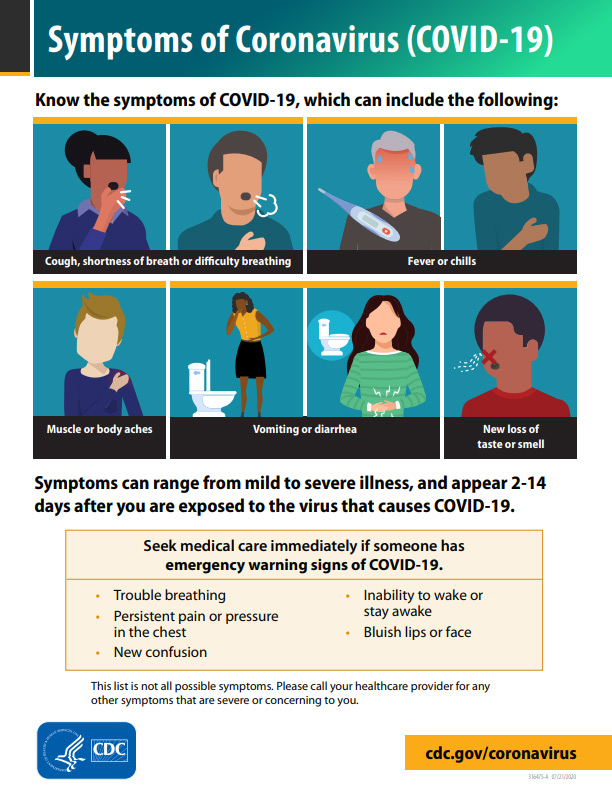 Symptoms of Coronavirus (COVID-19)
Know the symptoms of COVID-19, which can include the following:
Cough, shortness of breath or difficulty breathing
Fever or chills
Muscle or body aches
Vomiting or diarrhea
New loss of
taste or smell
Symptoms can range from mild to severe illness, and appear 2-14
days after you are exposed to the virus that causes COVID-19.
Seek medical care immediately if someone has
emergency warning signs of COVID-19.
• Trouble breathing
• Persistent pain or pressure
in the chest
• New confusion
• Inability to wake or
stay awake
• Bluish lips or face
This list is not all possible symptoms. Please call your healthcare provider for any
other symptoms that are severe or concerning to you.
CDC
cdc.gov/coronavirus
316475-A 07/21/2020